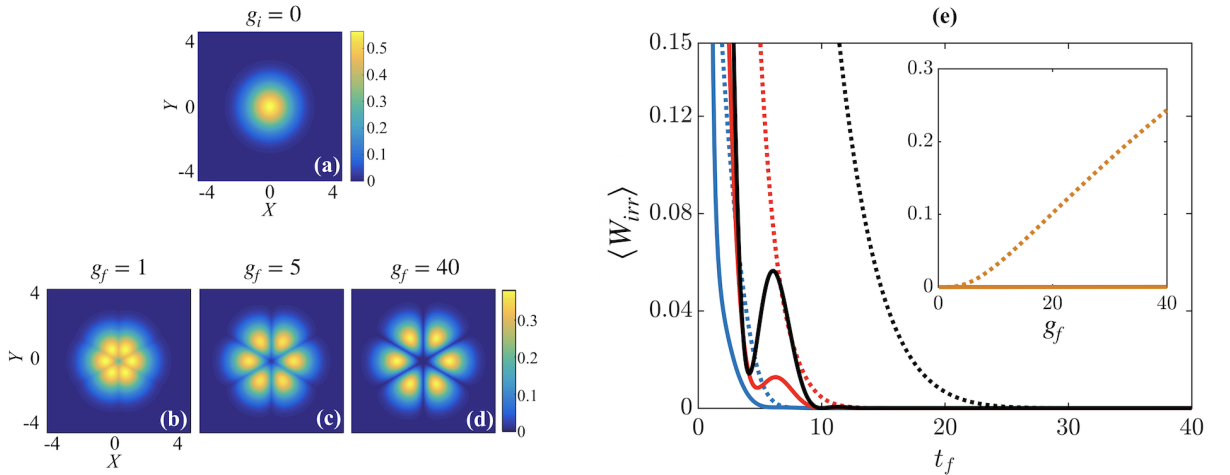 g_i = 0
4
0
-4
Y
-4 0 4
X
(a)
0.5
0.4
0.3
0.2
0.1
0
g_f = 1
g_f = 5
g_f = 40
4
0
-4
Y
-4 0 4
X
(b)
(c)
(d)
0.3
0.2
0.1
0
(e)
0.15
0.12
0.08
0.04
0
⟨W_irr⟩
0 10 20 30 40
t_f
0.3
0.2
0.1
0
0 20 40
g_f